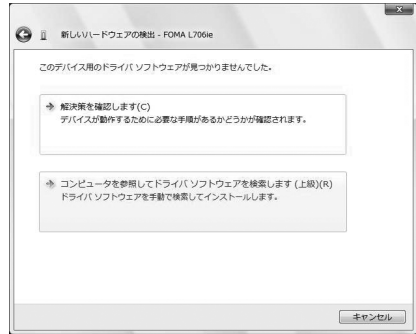 新しいハードウェアの検出 - FOMA L706ie
このデバイス用のドライバ ソフトウェアが見つかりませんでした。
解決策を確認します(C)
デバイスが動作するために必要な手順があるかどうかが確認されます。
コンピュータを参照してドライバ ソフトウェアを検索します (上級)(R)
ドライバ ソフトウェアを手動で検索してインストールします。
キャンセル